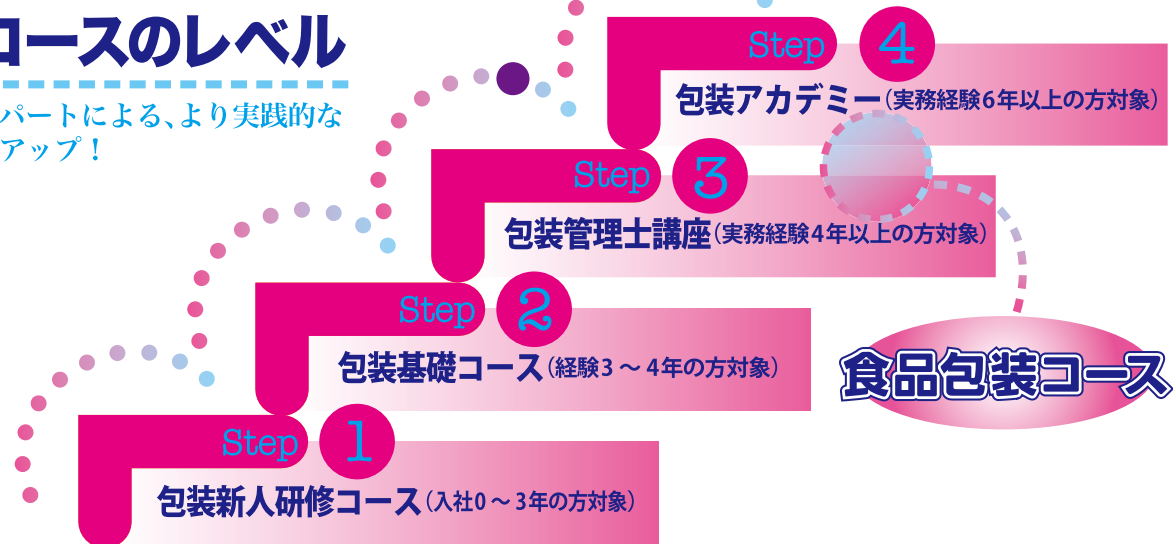 コースのレベル
パートによる、より実践的な
アップ！
Step 4
包装アカデミー（実務経験6年以上の方対象）
Step 3
包装管理士講座（実務経験4年以上の方対象）
Step 2
包装基礎コース（経験3 〜 4年の方対象）
食品包装コース
Step 1
包装新人研修コース（入社0 〜 3年の方対象）